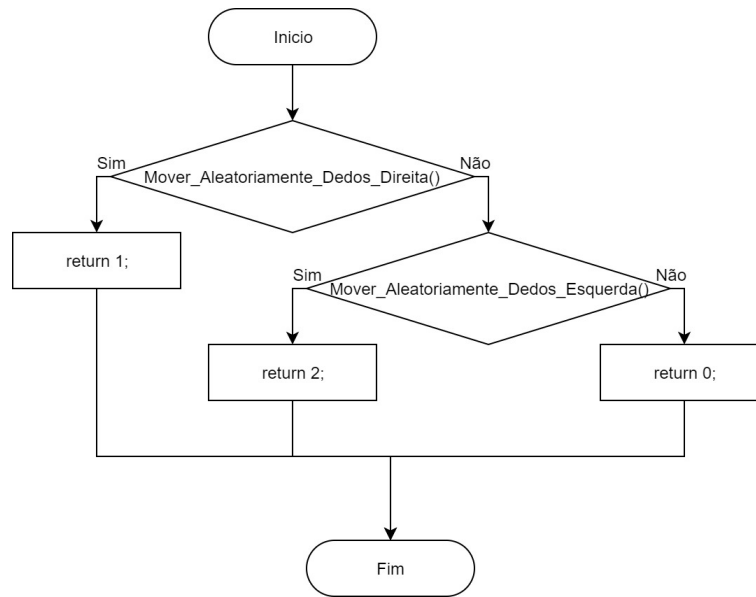 Inicio
Sim
Não
Mover_Aleatoriamente_Dedos_Direita()
return 1;
Sim
Não
Mover_Aleatoriamente_Dedos_Esquerda()
return 2;
return 0;
Fim